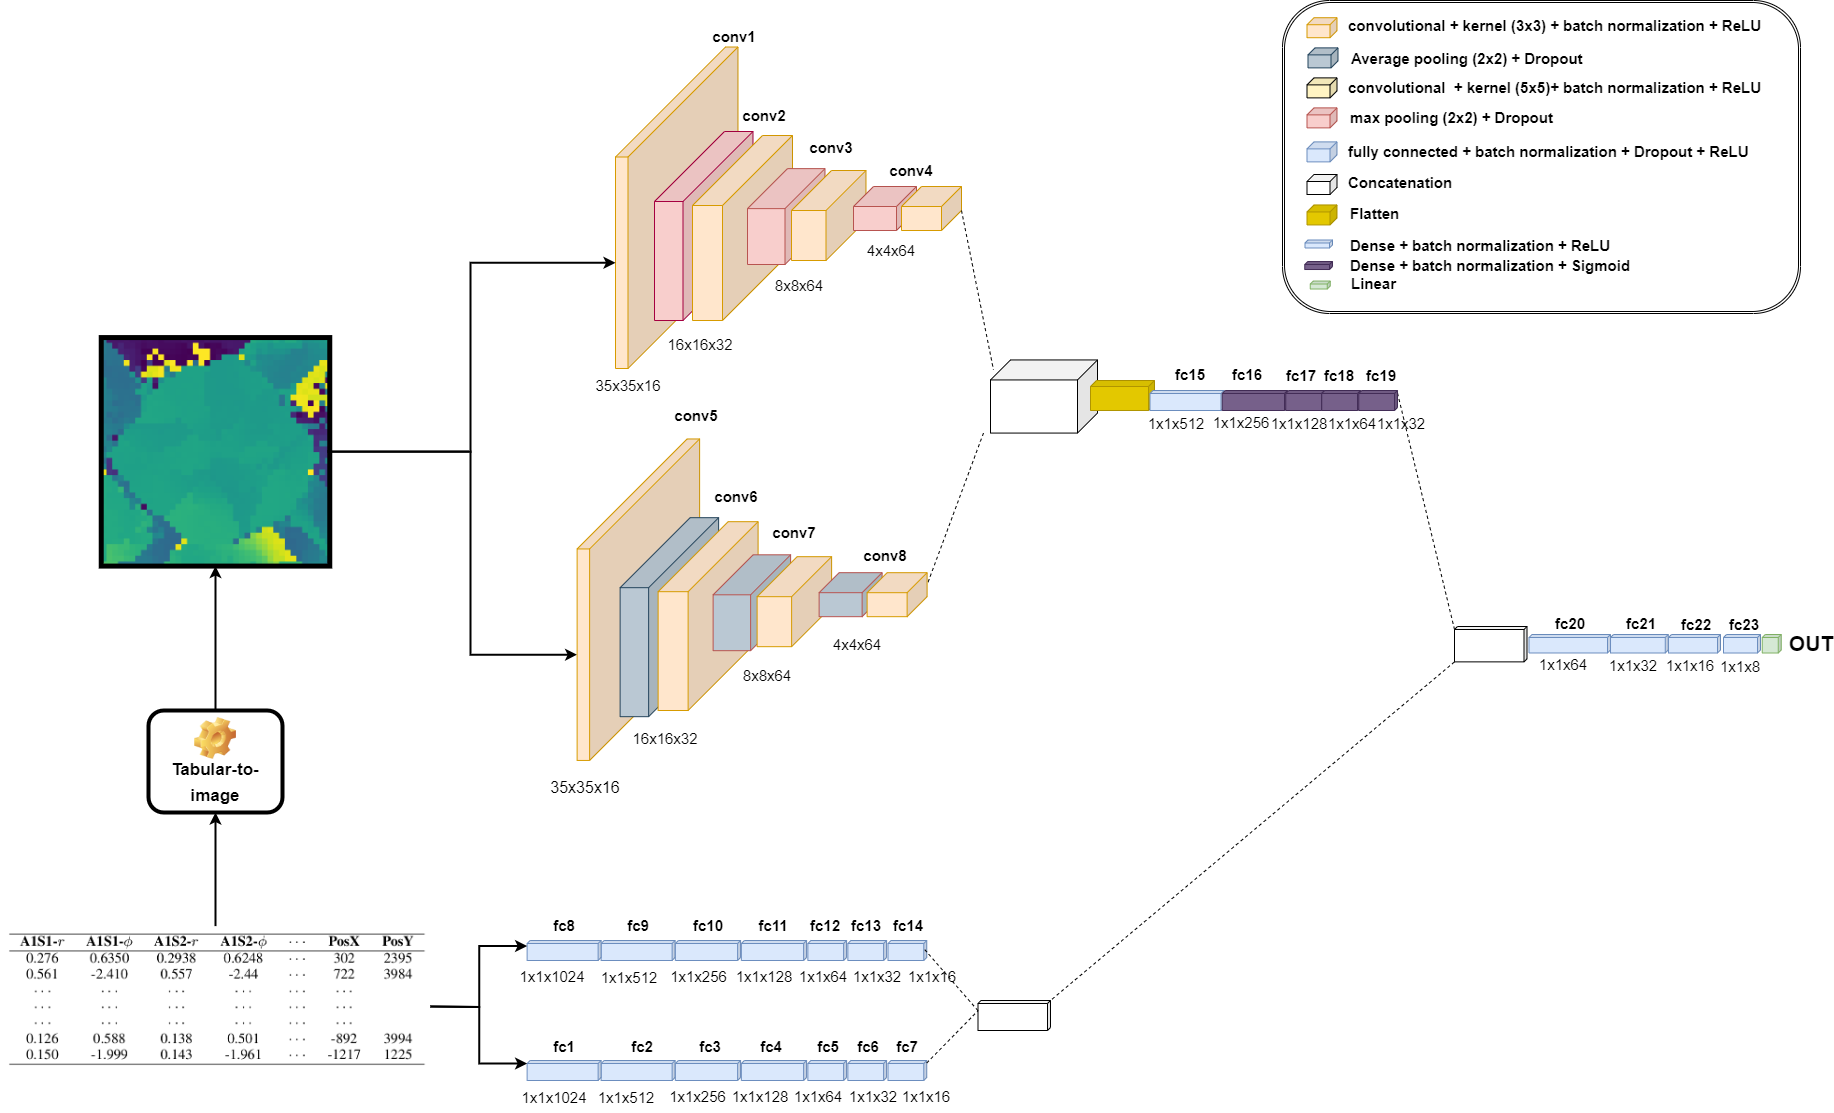 conv1
conv2
conv3
conv4
4x4x64
8x8x64
16x16x32
35x35x16
convolutional + kernel (3x3) + batch normalization + ReLU
Average pooling (2x2) + Dropout
convolutional + kernel (5x5)+ batch normalization + ReLU
max pooling (2x2) + Dropout
fully connected + batch normalization + Dropout + ReLU
Concatenation
Flatten
Dense + batch normalization + ReLU
Dense + batch normalization + Sigmoid
Linear
conv5
conv6
conv7
conv8
4x4x64
8x8x64
16x16x32
35x35x16
fc15 fc16 fc17 fc18 fc19
1x1x512 1x1x256 1x1x128 1x1x64 1x1x32
fc20 fc21 fc22 fc23
OUT
1x1x64 1x1x32 1x1x16 1x1x8
Tabular-to-
image
A1S1-r A1S1-ϕ A1S2-r A1S2-ϕ ... PosX PosY
0.276 0.6350 0.2938 0.6248 ... 302 2395
0.561 -2.410 0.557 -2.44 ... 722 3984
... ... ... ... ... ...
... ... ... ... ... ...
... ... ... ... ... ...
0.126 0.588 0.138 0.501 ... -892 3994
0.150 -1.999 0.143 -1.961 ... -1217 1225
fc8 fc9 fc10 fc11 fc12 fc13 fc14
1x1x1024 1x1x512 1x1x256 1x1x128 1x1x64 1x1x32 1x1x16
fc1 fc2 fc3 fc4 fc5 fc6 fc7
1x1x1024 1x1x512 1x1x256 1x1x128 1x1x64 1x1x32 1x1x16